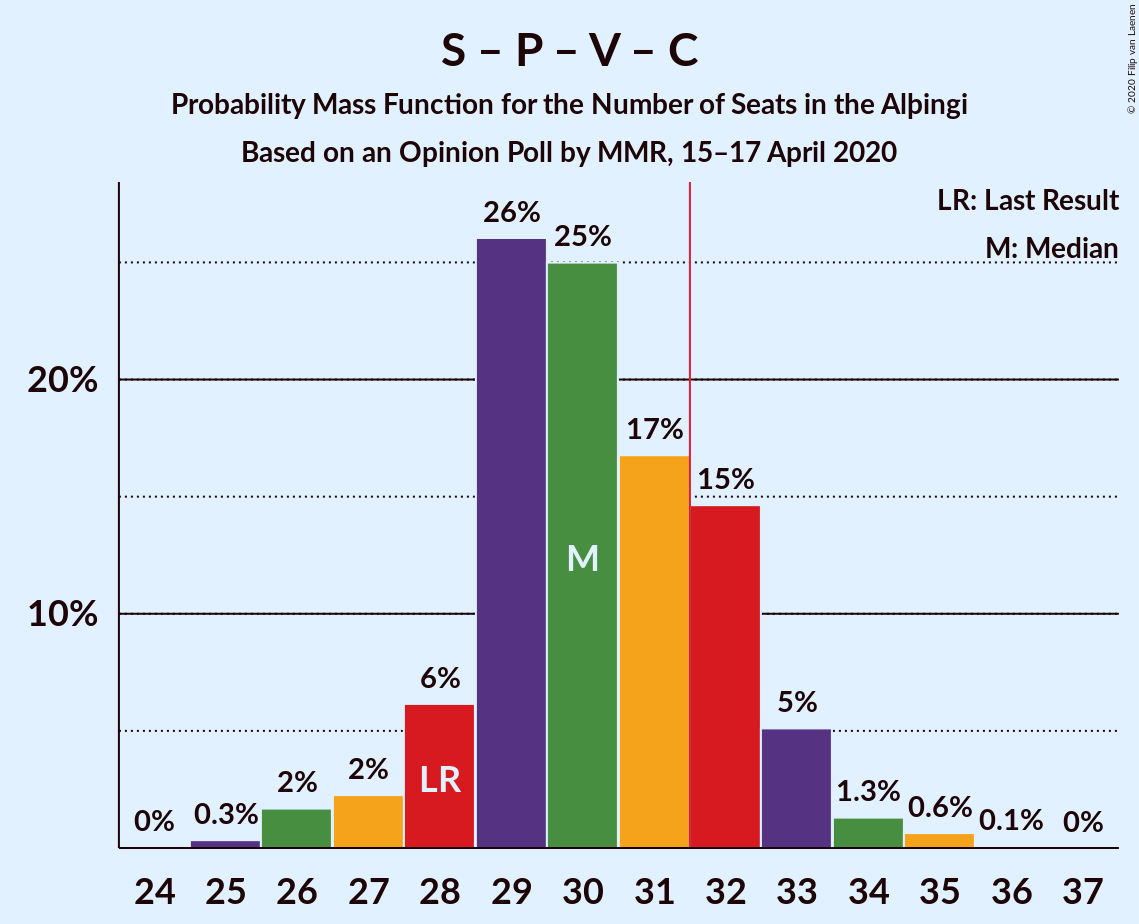 S – P – V – C
Probability Mass Function for the Number of Seats in the Alþingi
Based on an Opinion Poll by MMR, 15–17 April 2020
© 2020 Filip van Laenen
LR: Last Result
M: Median
26%
25%
20%
17%
15%
M
10%
6%
5%
LR
2%
2%
1.3%
0.6%
0.3%
0.1%
0%
0%
24 25 26 27 28 29 30 31 32 33 34 35 36 37